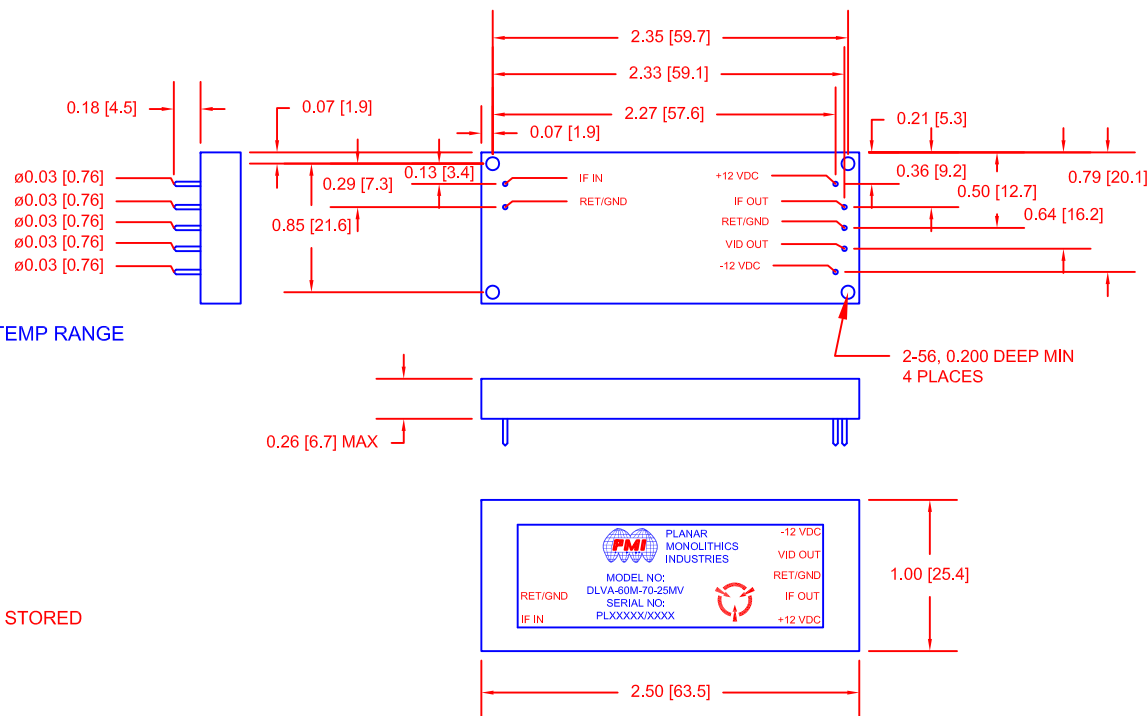 2.35 [59.7]
2.33 [59.1]
2.27 [57.6]
0.18 [4.5]
0.07 [1.9]
0.07 [1.9]
0.21 [5.3]
0.36 [9.2]
0.50 [12.7]
0.79 [20.1]
0.64 [16.2]
0.13 [3.4]
0.29 [7.3]
0.85 [21.6]
ø0.03 [0.76]
ø0.03 [0.76]
ø0.03 [0.76]
ø0.03 [0.76]
ø0.03 [0.76]
IF IN
RET/GND
+12 VDC
IF OUT
RET/GND
VID OUT
-12 VDC
TEMP RANGE
2-56, 0.200 DEEP MIN
4 PLACES
0.26 [6.7] MAX
PMI
PLANAR
MONOLITHICS
INDUSTRIES
MODEL NO:
DLVA-60M-70-25MV
SERIAL NO:
PLXXXXX/XXXX
RET/GND
IF IN
-12 VDC
VID OUT
RET/GND
IF OUT
+12 VDC
1.00 [25.4]
STORED
2.50 [63.5]